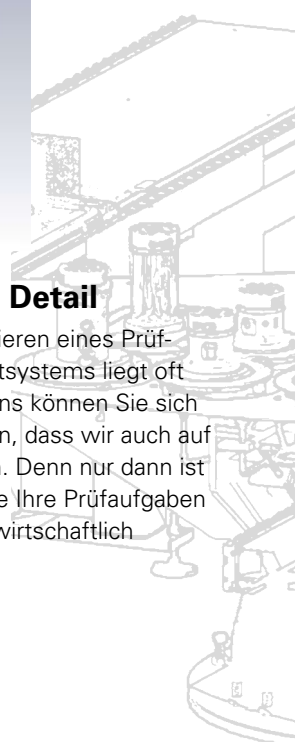 Detail
ieren eines Prüf-
tsystems liegt oft
ns können Sie sich
n, dass wir auch auf
n. Denn nur dann ist
e Ihre Prüfaufgaben
wirtschaftlich